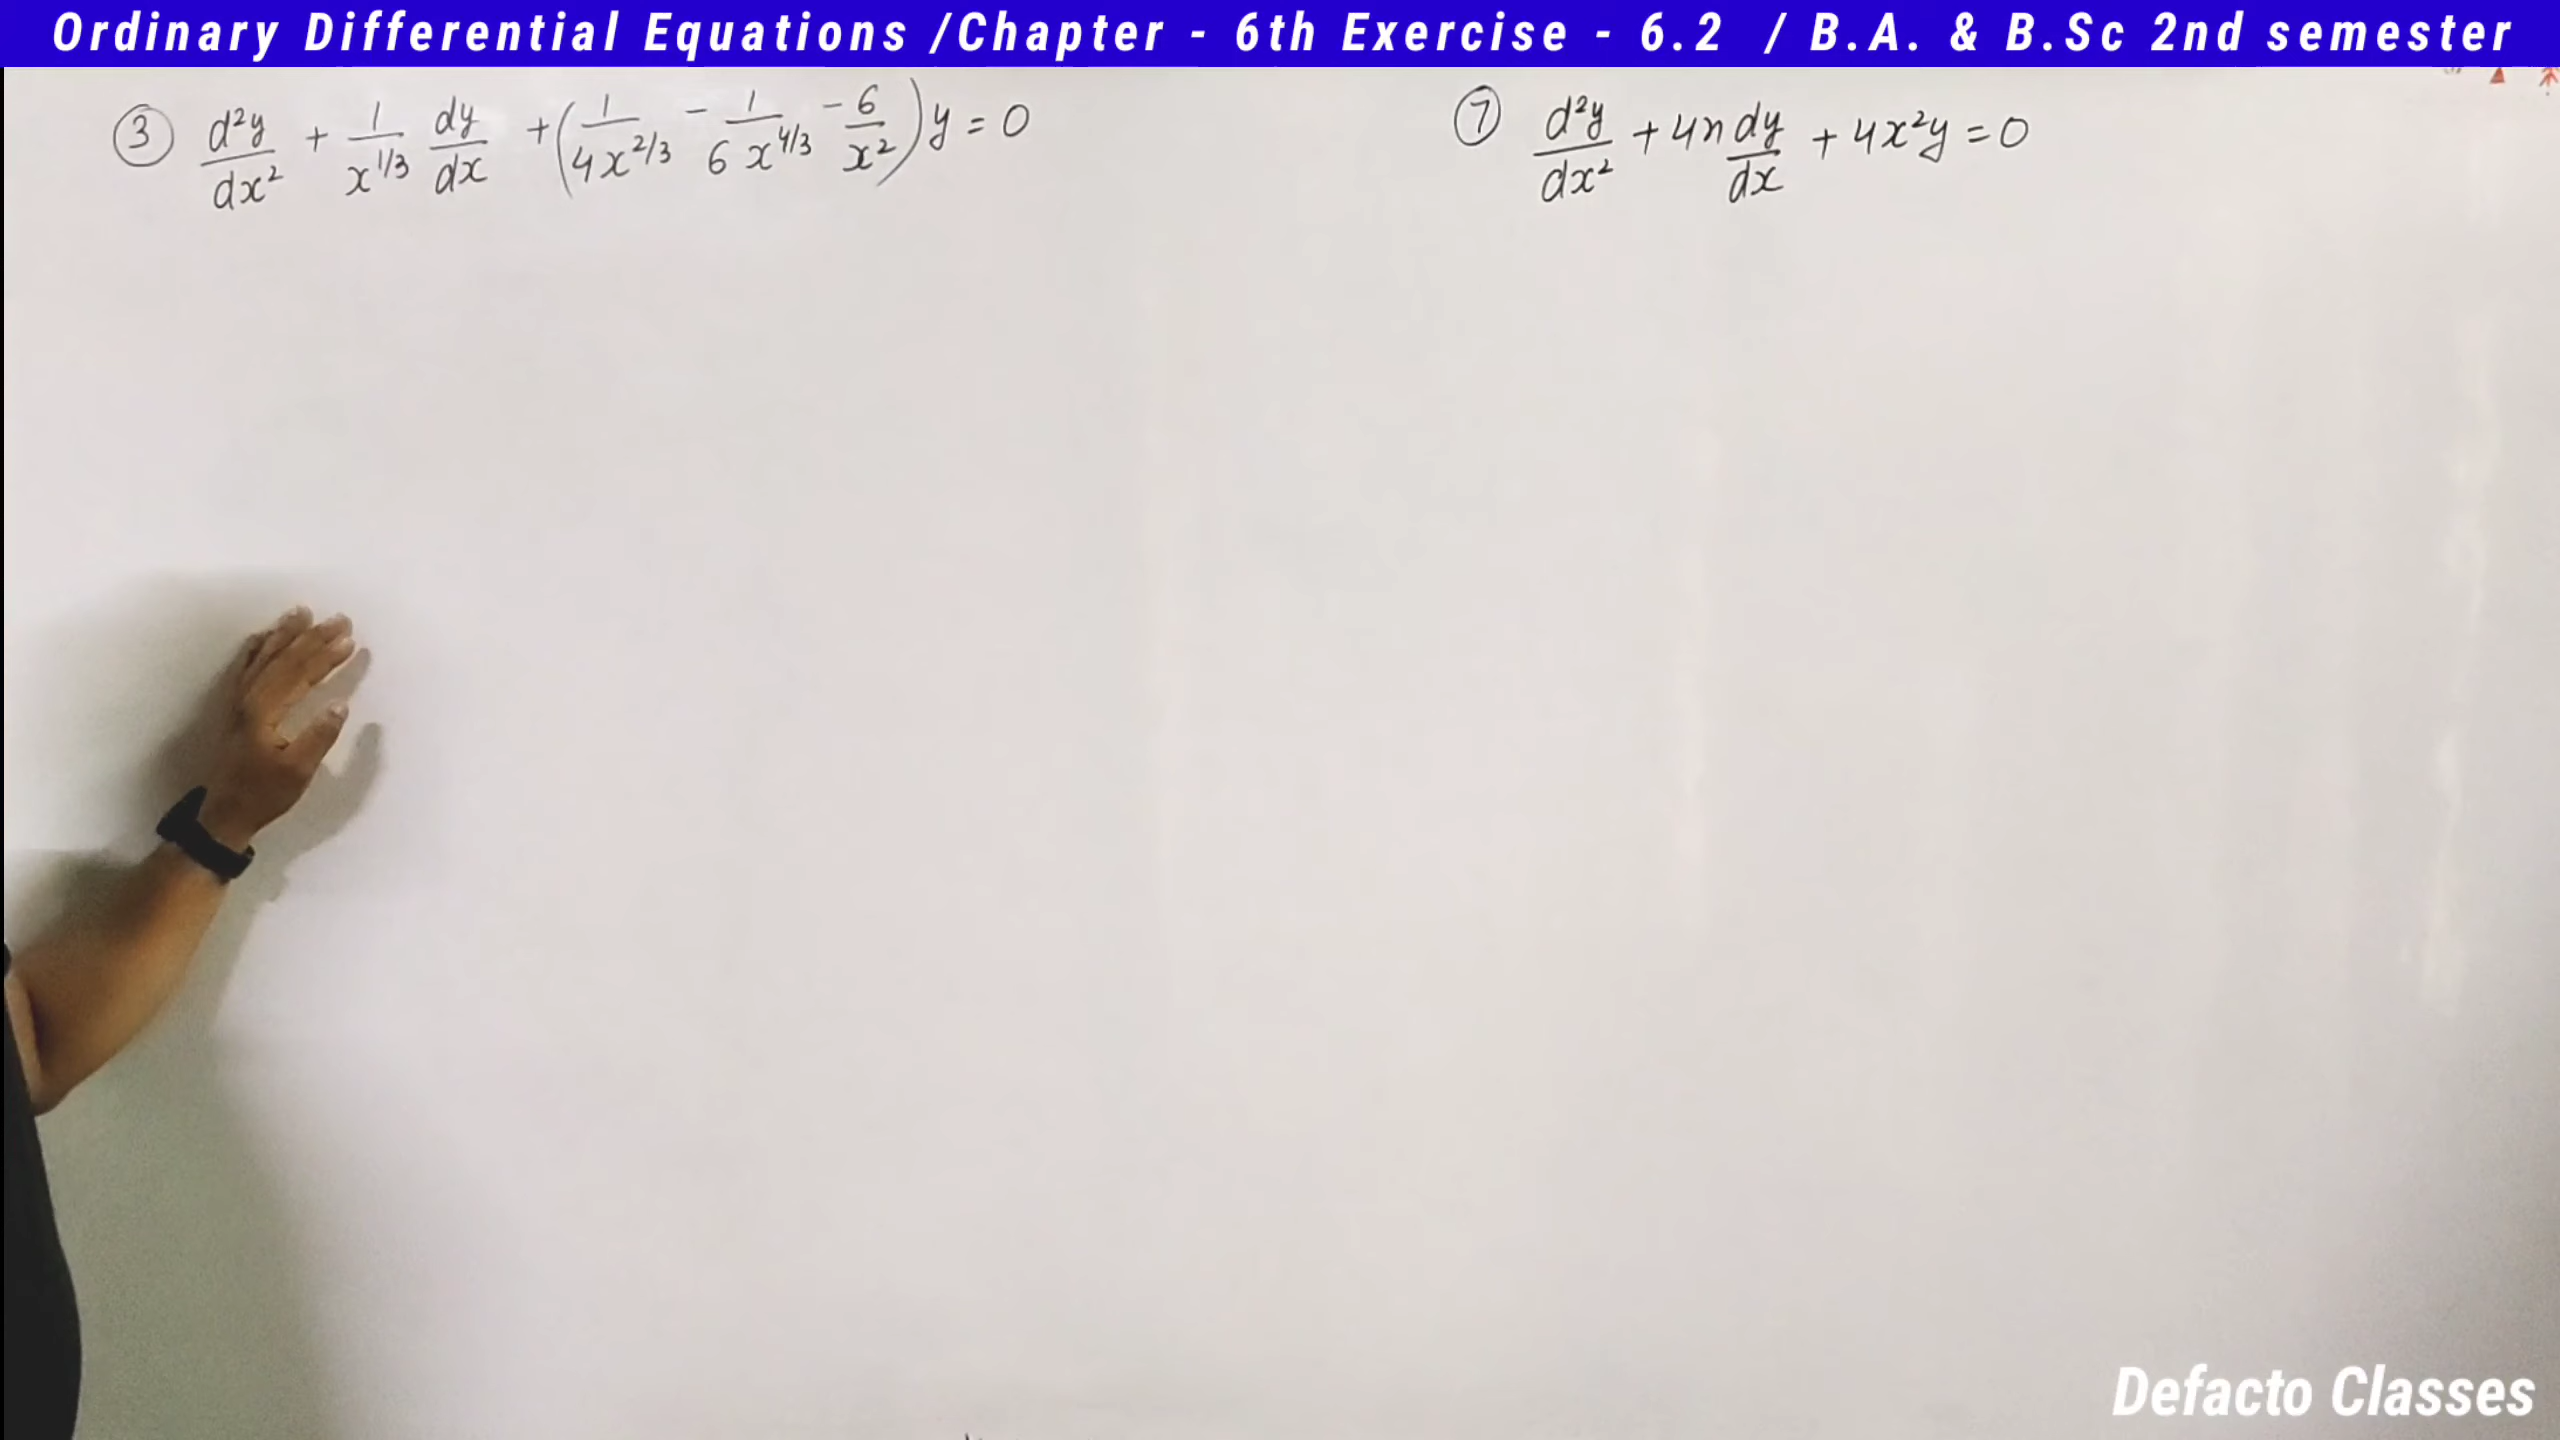 Ordinary Differential Equations /Chapter - 6th Exercise - 6.2 / B.A. & B.Sc 2nd semester
③ d²y/dx² + 1/x^1/3 dy/dx + (1/4x^2/3 - 1/6x^4/3 - 6/x²)y = 0
⑦ d²y/dx² + 4n dy/dx + 4x²y = 0
Defacto Classes